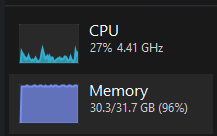 CPU
27% 4.41 GHz
Memory
30.3/31.7 GB (96%)